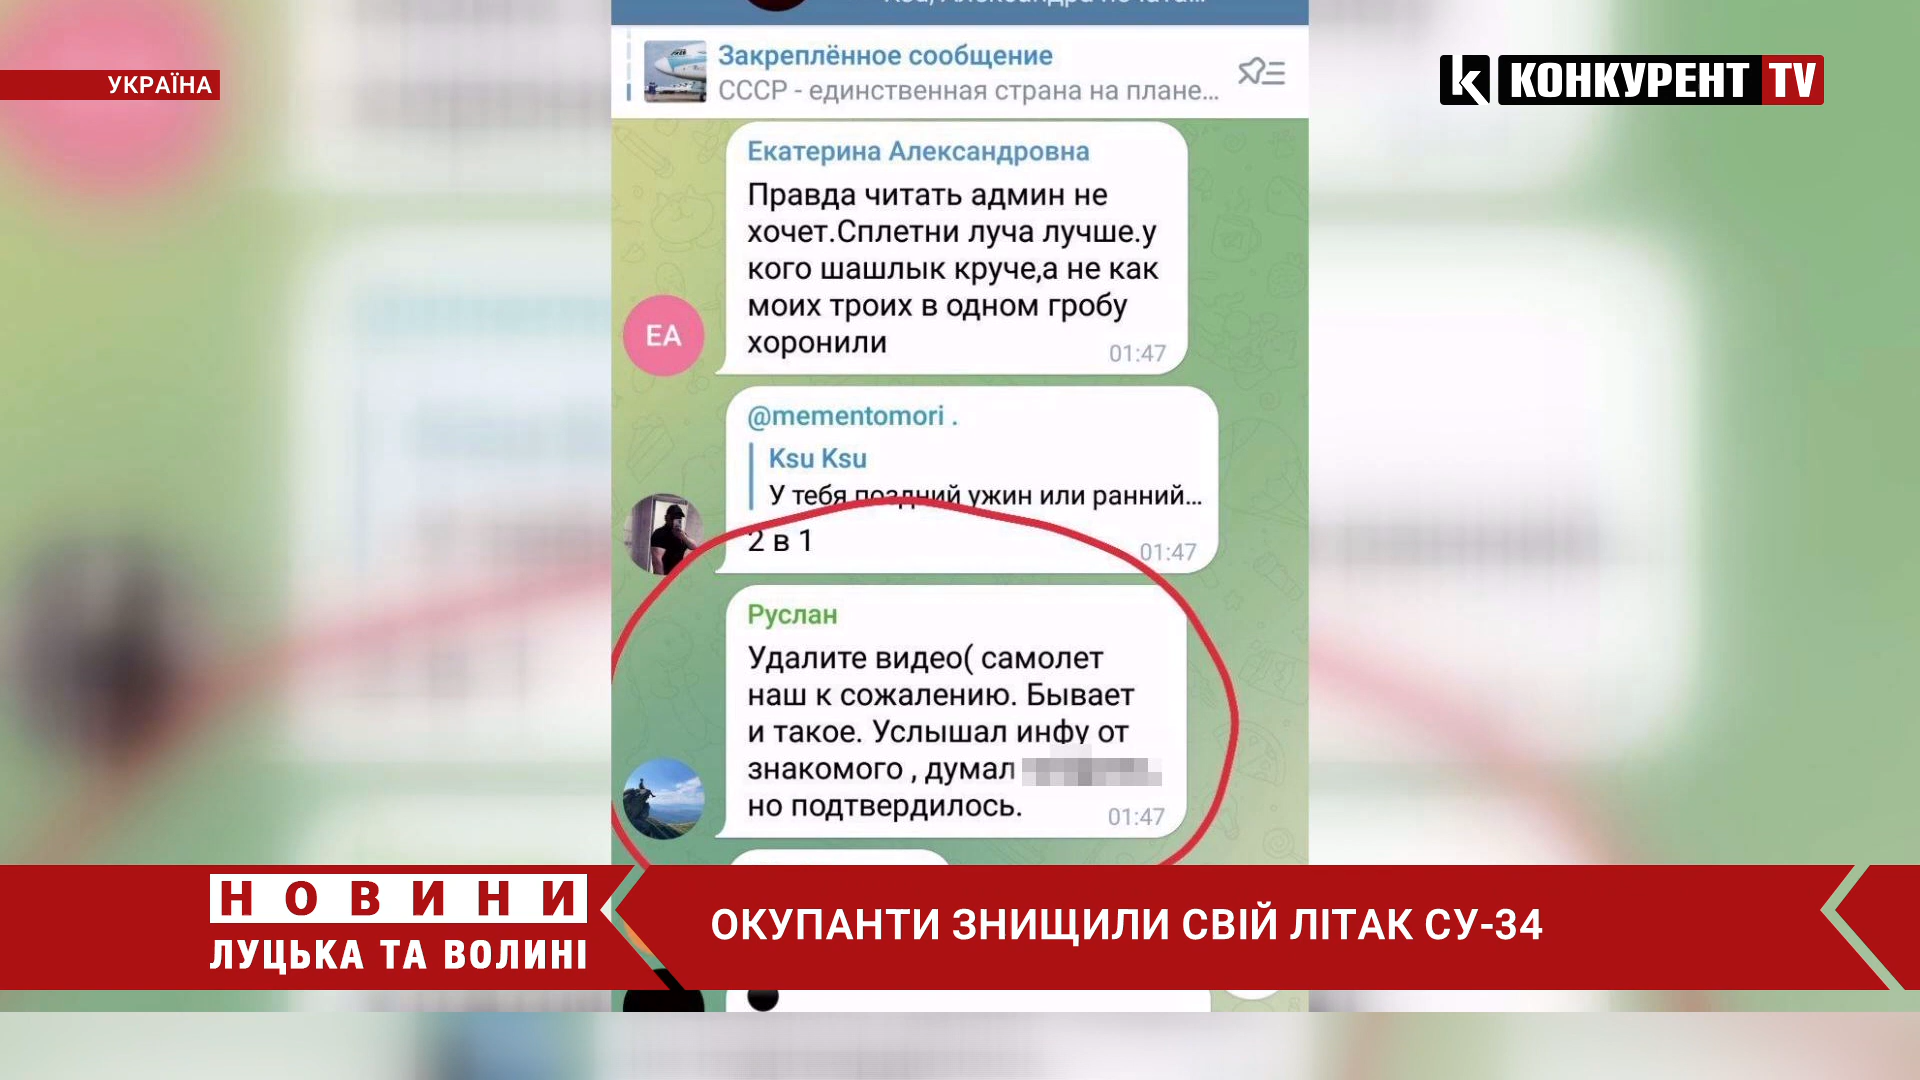 УКРАЇНА
КОНКУРЕНТ TV
Закреплённое сообщение
СССР - единственная страна на плане...
Екатерина Александровна
Правда читать админ не
хочет.Сплетни луча лучше.у
кого шашлык круче,а не как
моих троих в одном гробу
хоронили
01:47
EA
@mementomori .
Ksu Ksu
У тебя поздний ужин или ранний...
2 в 1
01:47
Руслан
Удалите видео( самолет
наш к сожалению. Бывает
и такое. Услышал инфу от
знакомого , думал
но подтвердилось.
01:47
НОВИНИ
ЛУЦЬКА ТА ВОЛИНІ
ОКУПАНТИ ЗНИЩИЛИ СВІЙ ЛІТАК СУ-34